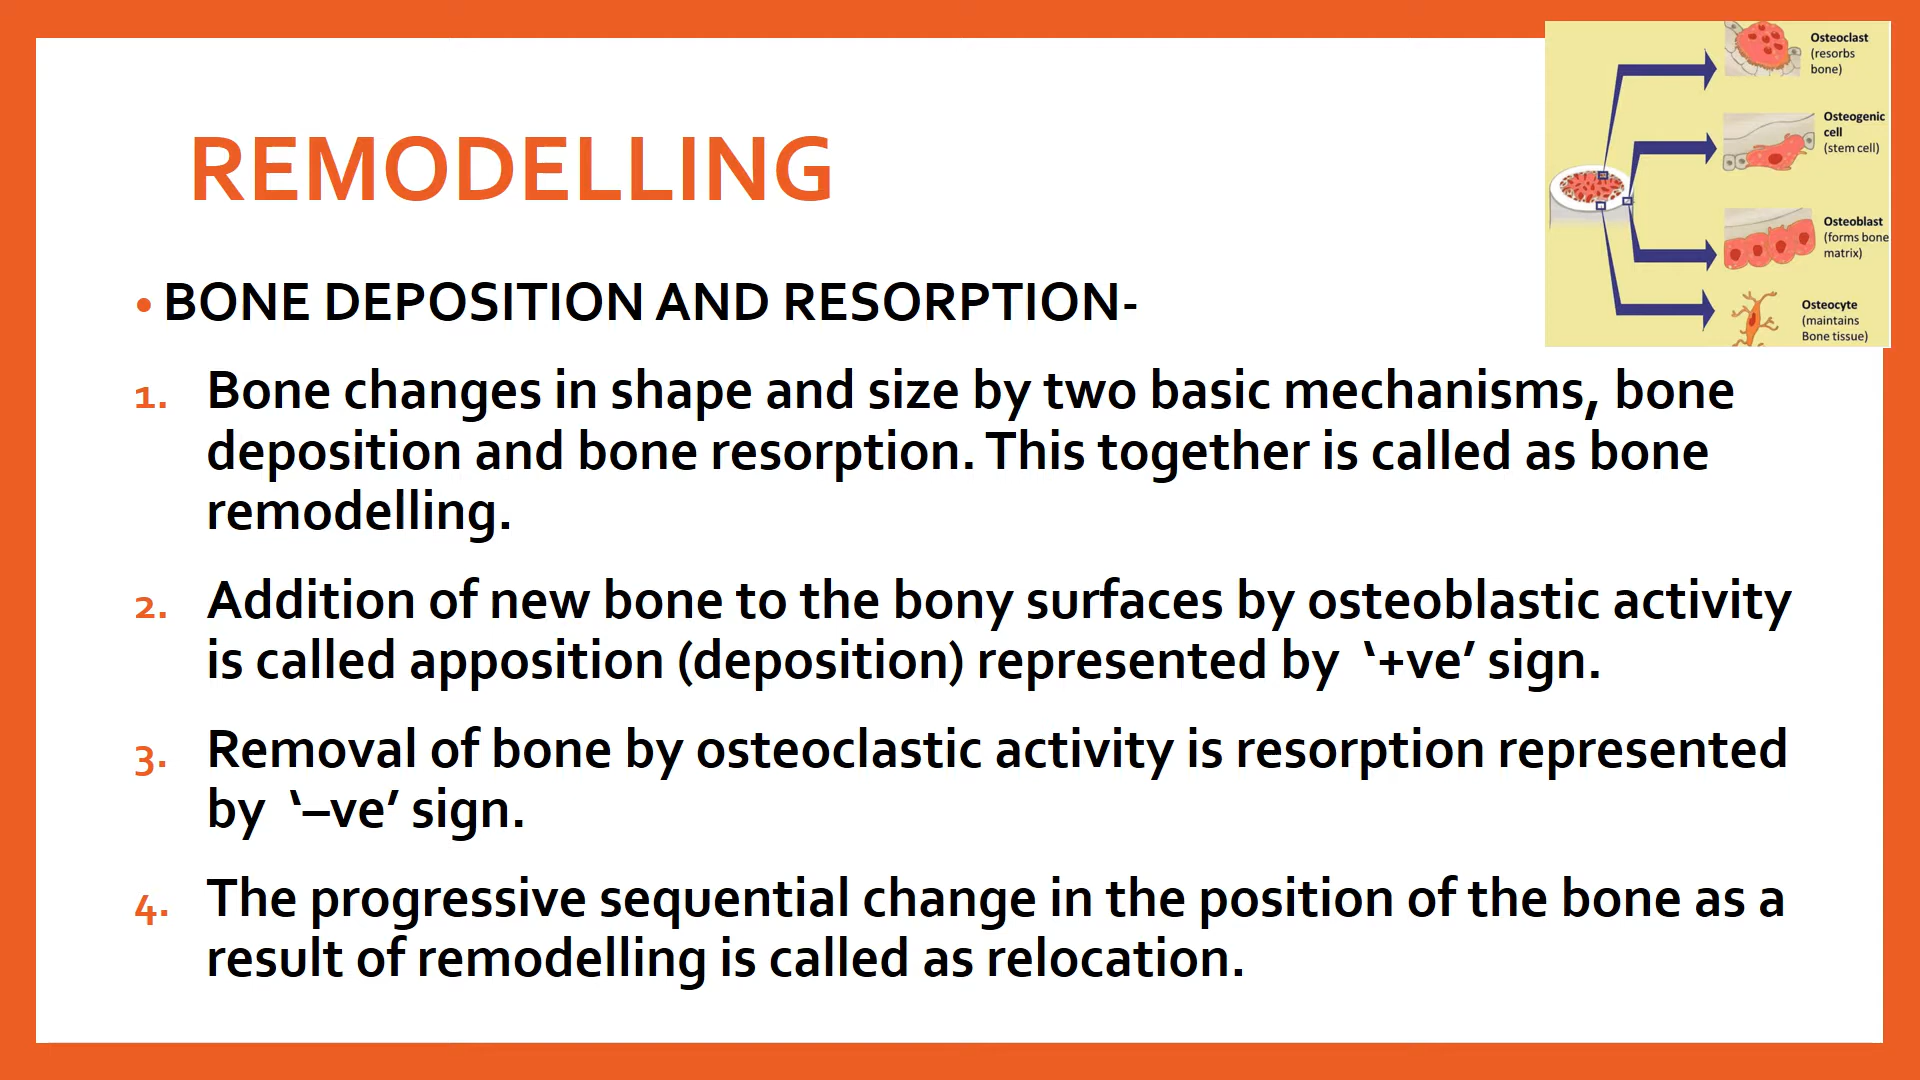 REMODELLING
• BONE DEPOSITION AND RESORPTION-
1. Bone changes in shape and size by two basic mechanisms, bone
deposition and bone resorption. This together is called as bone
remodelling.
2. Addition of new bone to the bony surfaces by osteoblastic activity
is called apposition (deposition) represented by ‘+ve’ sign.
3. Removal of bone by osteoclastic activity is resorption represented
by ‘–ve’ sign.
4. The progressive sequential change in the position of the bone as a
result of remodelling is called as relocation.
Osteoclast
(resorbs
bone)
Osteogenic
cell
(stem cell)
Osteoblast
(forms bone
matrix)
Osteocyte
(maintains
Bone tissue)